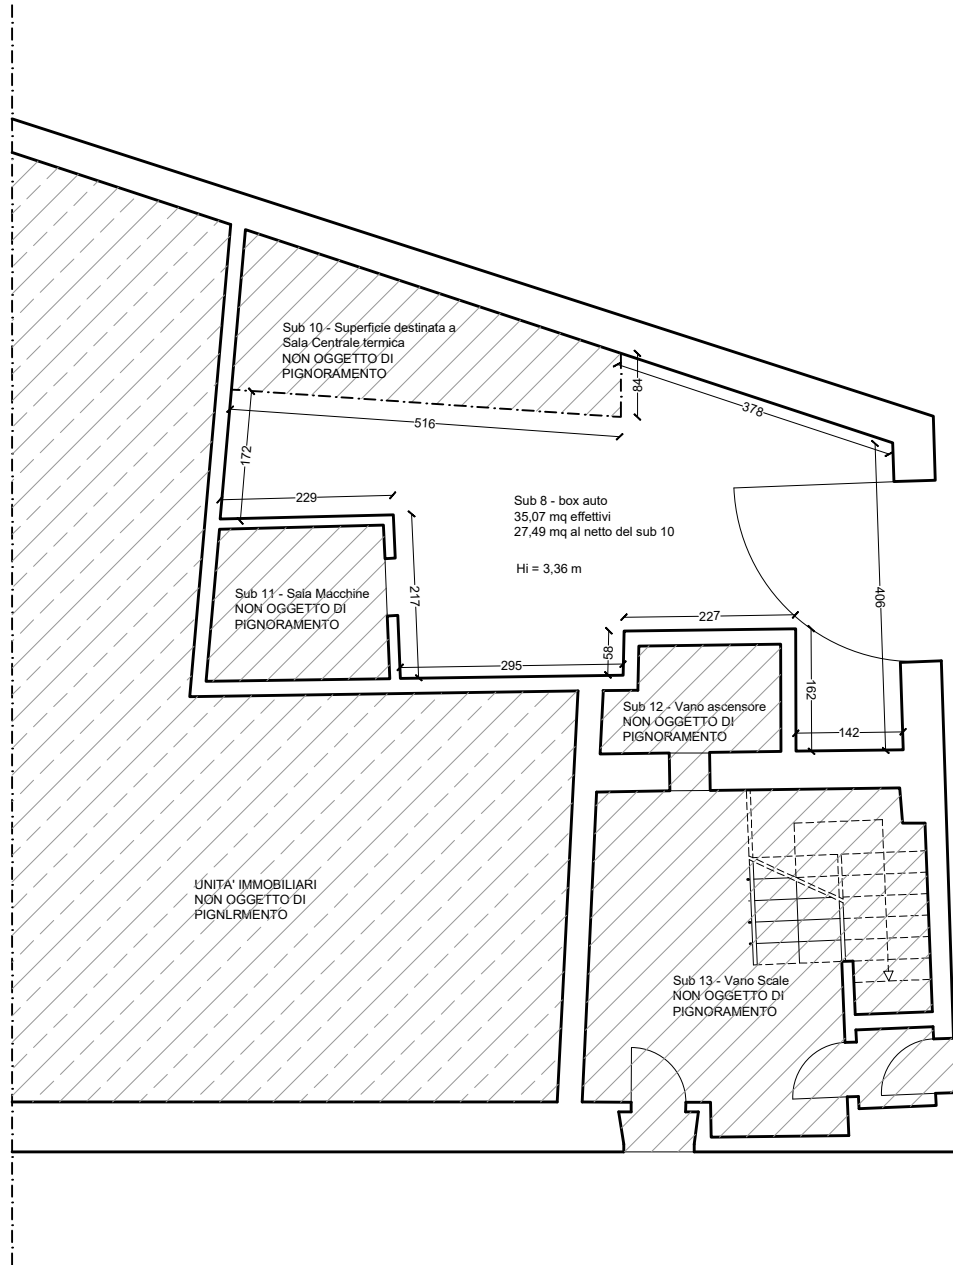 Sub 10 - Superficie destinata a
Sala Centrale termica
NON OGGETTO DI
PIGNORAMENTO
84
378
516
172
229
Sub 8 - box auto
35,07 mq effettivi
27,49 mq al netto del sub 10
Hi = 3,36 m
Sub 11 - Sala Macchine
NON OGGETTO DI
PIGNORAMENTO
217
406
227
58
295
162
Sub 12 - Vano ascensore
NON OGGETTO DI
PIGNORAMENTO
142
UNITA' IMMOBILIARI
NON OGGETTO DI
PIGNLRMENTO
Sub 13 - Vano Scale
NON OGGETTO DI
PIGNORAMENTO